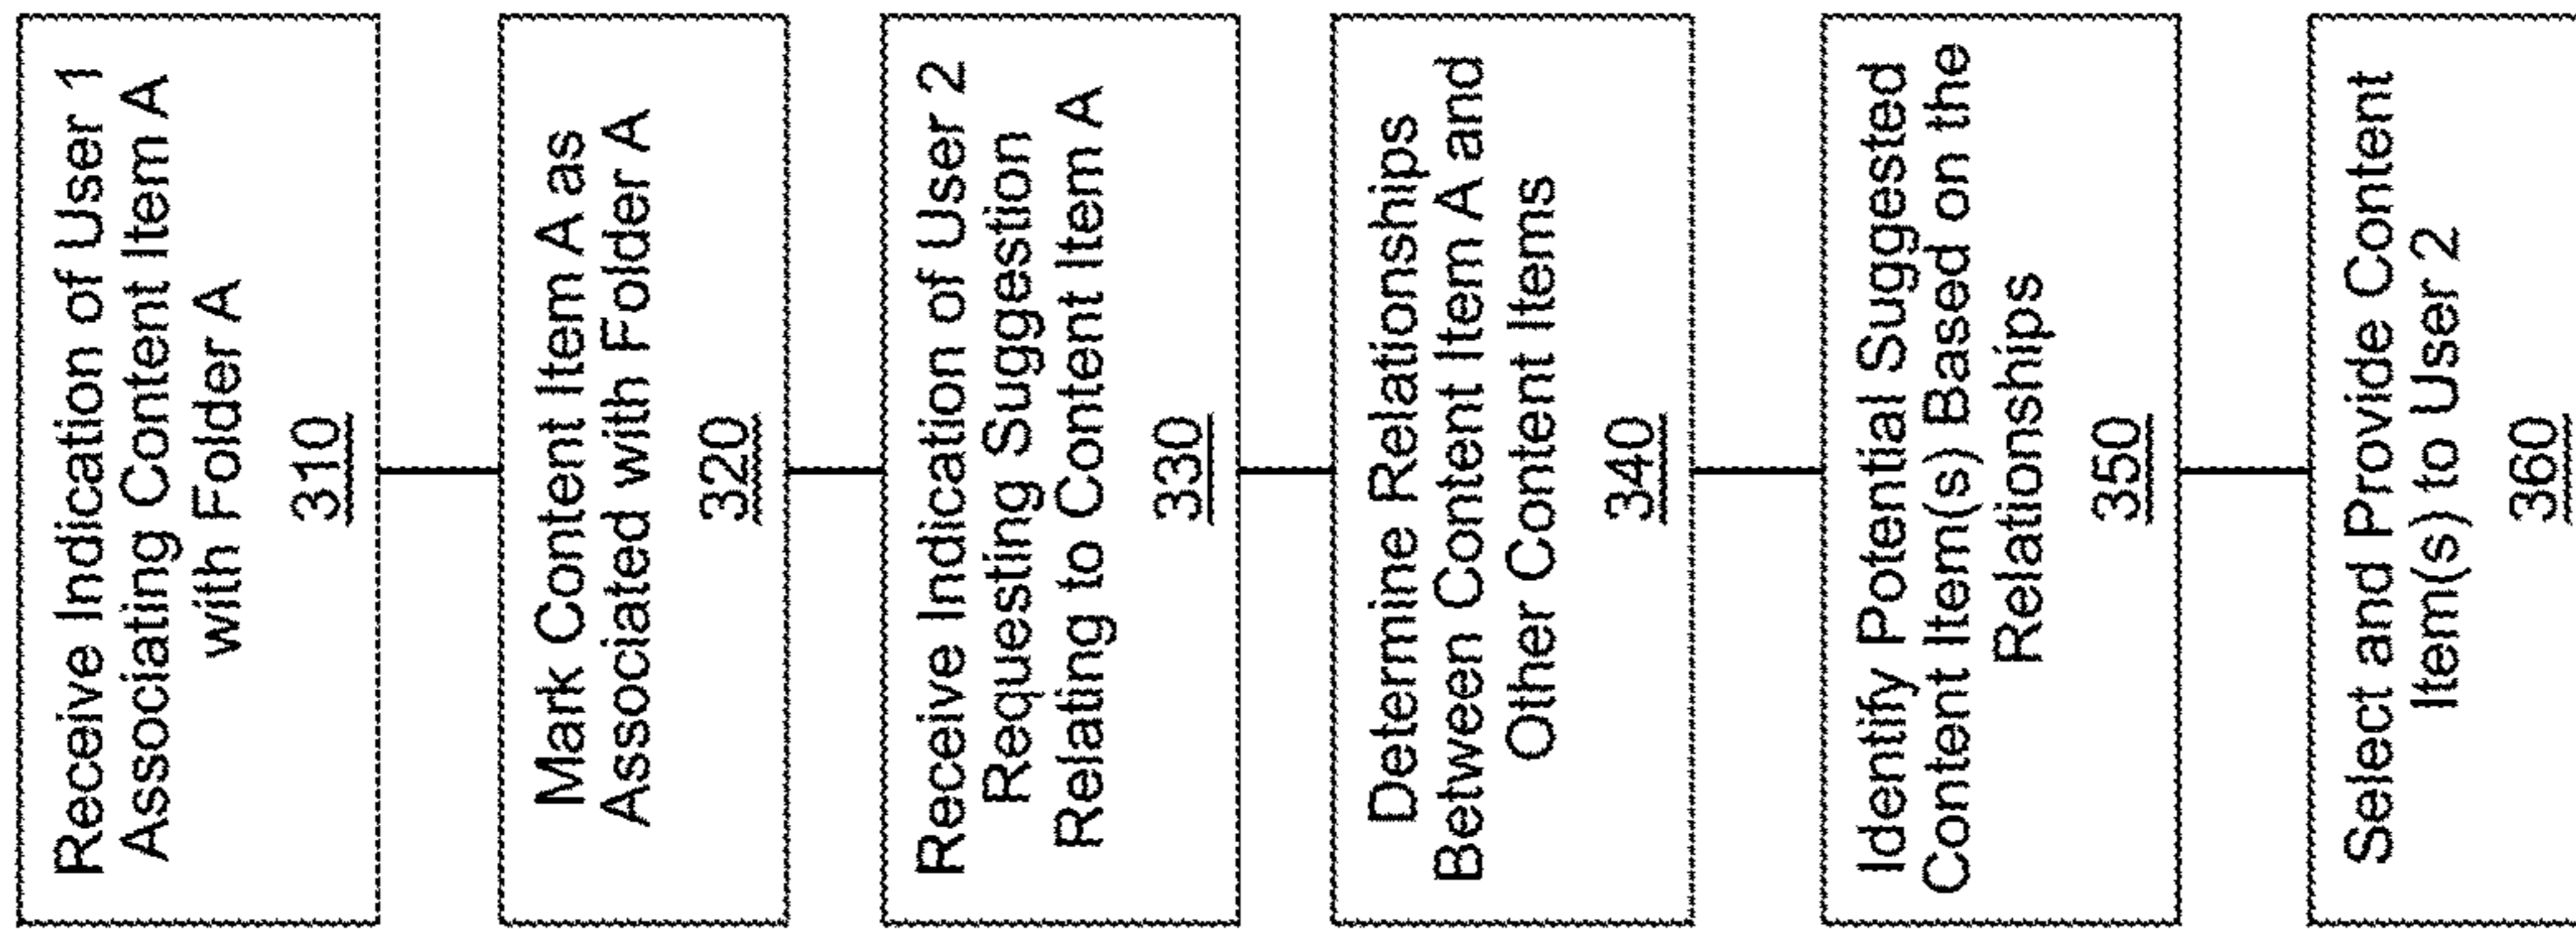 Receive Indication of User 1
Associating Content Item A
with Folder A
310
Mark Content Item A as
Associated with Folder A
320
Receive Indication of User 2
Requesting Suggestion
Relating to Content Item A
330
Determine Relationships
Between Content Item A and
Other Content Items
340
Identify Potential Suggested
Content Item(s) Based on the
Relationships
350
Select and Provide Content
Item(s) to User 2
360